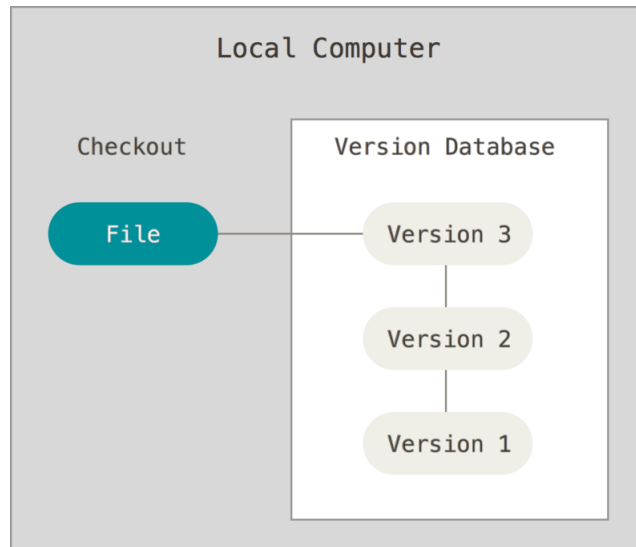 Local Computer
Checkout
Version Database
File
Version 3
Version 2
Version 1